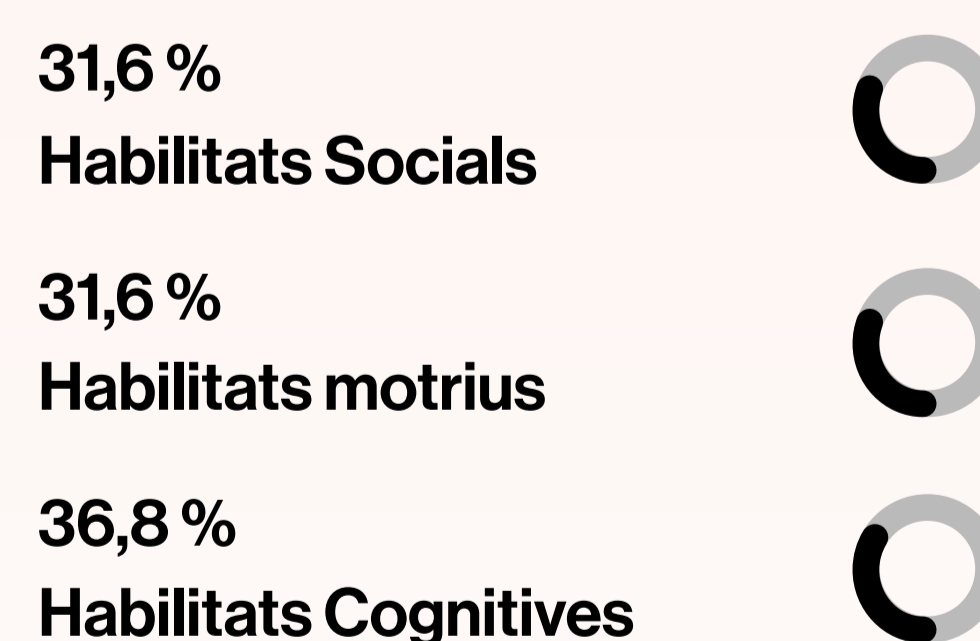 31,6 %
Habilitats Socials
31,6 %
Habilitats motrius
36,8 %
Habilitats Cognitives